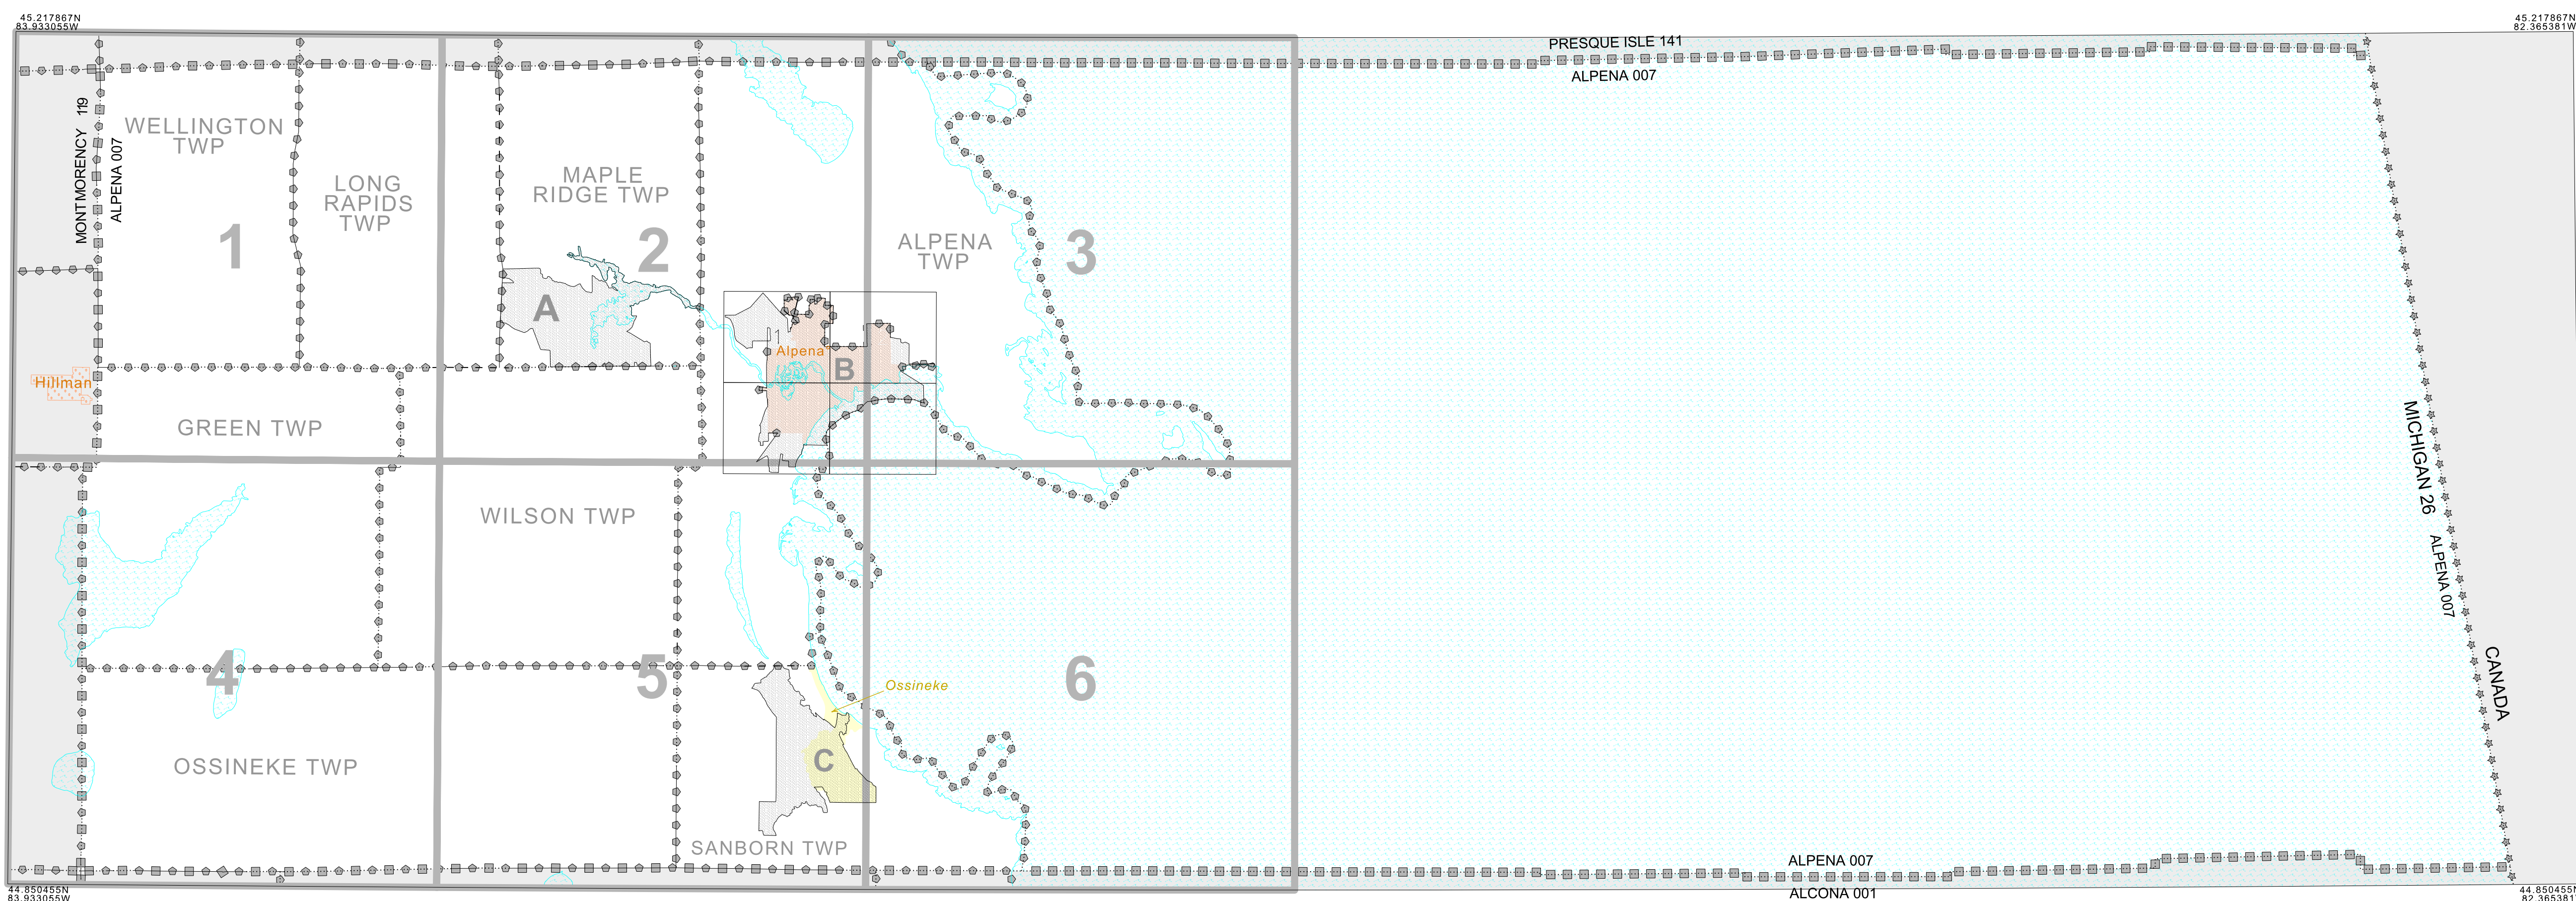 45.217867N
83.933055W
45.217867N
82.365381W
PRESQUE ISLE 141
ALPENA 007
MONTMORENCY 119
ALPENA 007
WELLINGTON
TWP
LONG
RAPIDS
TWP
MAPLE
RIDGE TWP
ALPENA
TWP
1
2
3
A
Alpena
B
Hillman
GREEN TWP
MICHIGAN 26
ALPENA 007
CANADA
WILSON TWP
4
5
6
Ossineke
OSSINEKE TWP
C
SANBORN TWP
ALPENA 007
ALCONA 001
44.850455N
83.933055W
44.850455N
82.365381